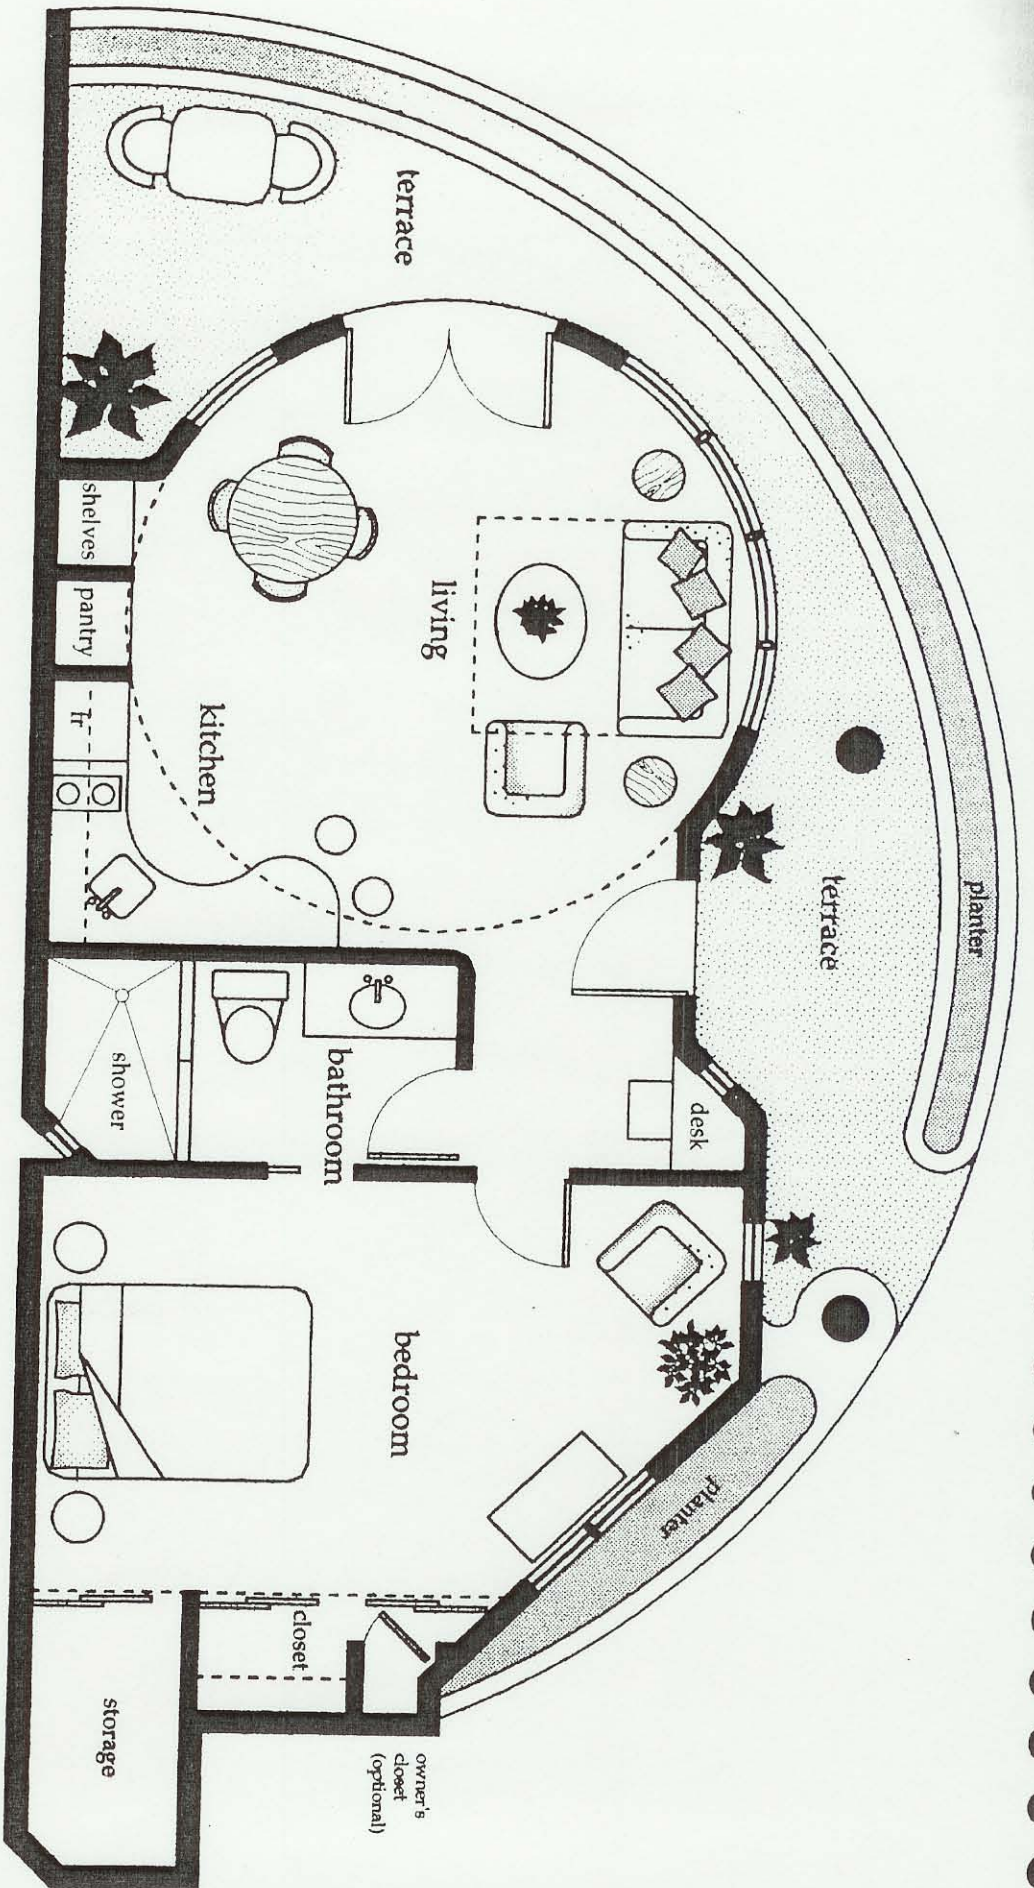 terrace
shelves
pantry
fr
kitchen
living
terrace
planter
shower
bathroom
desk
bedroom
planter
closet
storage
owner's
closet
(optional)